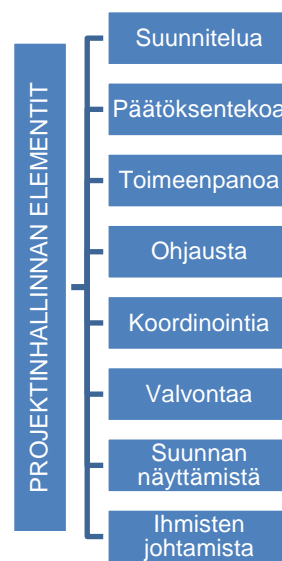 PROJEKTINHALLINNAN ELEMENTIT
Suunnitelua
Päätöksentekoa
Toimeenpanoa
Ohjausta
Koordinointia
Valvontaa
Suunnan
näyttämistä
Ihmisten
johtamista